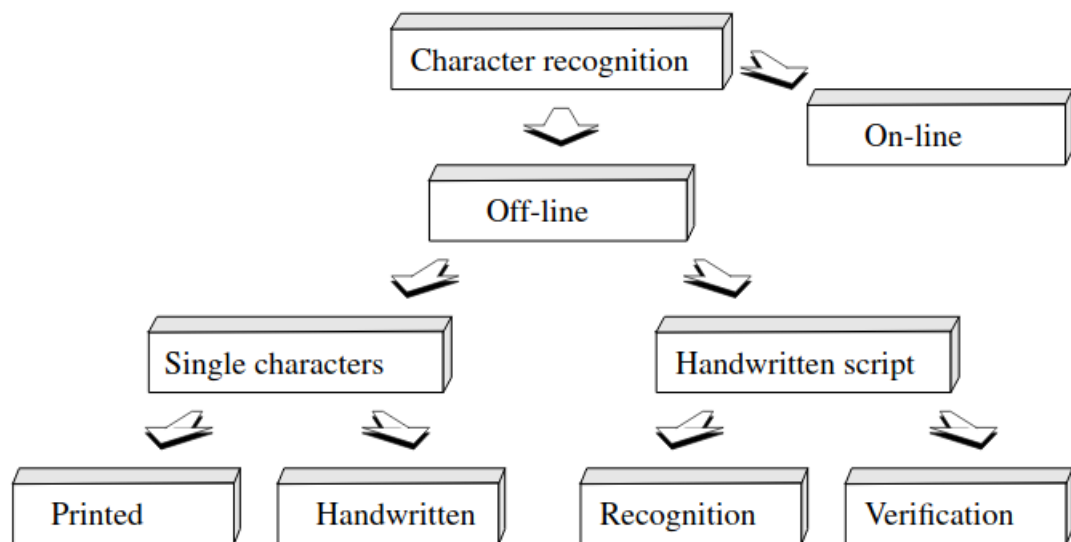 Character recognition
On-line
Off-line
Single characters
Handwritten script
Printed
Handwritten
Recognition
Verification